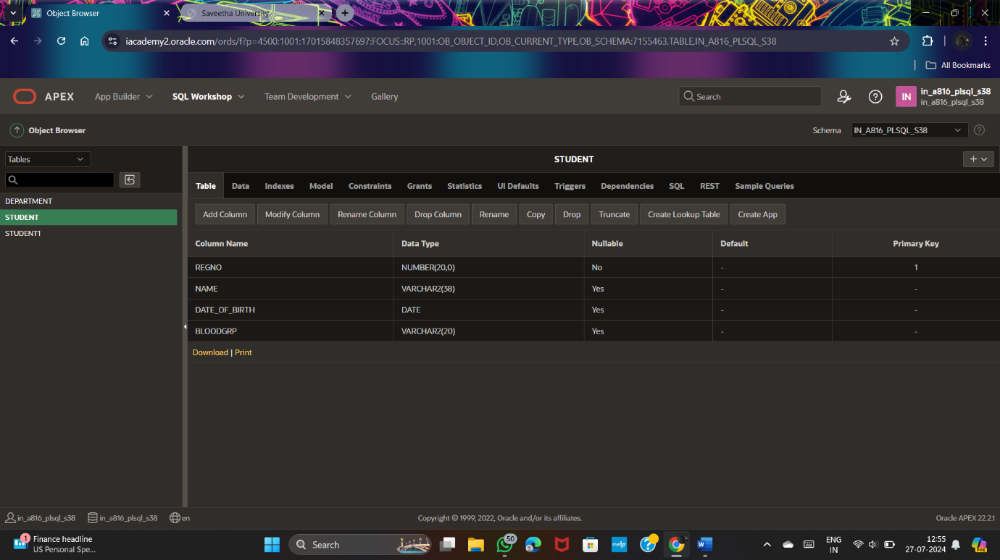 Object Browser
Saveetha University
iacademy2.oracle.com/ords/f?p=4500:1001:17015848357697:FOCUS::RP,1001:OB_OBJECT_ID,OB_CURRENT_TYPE,OB_SCHEMA:7155463,TABLE,IN_A816_PLSQL_S38
All Bookmarks
APEX App Builder SQL Workshop Team Development Gallery Search IN in_a816_plsql_s38
in_a816_plsql_s38
Object Browser Schema IN_A816_PLSQL_S38
Tables STUDENT
Table Data Indexes Model Constraints Grants Statistics UI Defaults Triggers Dependencies SQL REST Sample Queries
DEPARTMENT
STUDENT
STUDENT1
Add Column Modify Column Rename Column Drop Column Rename Copy Drop Truncate Create Lookup Table Create App
Column Name Data Type Nullable Default Primary Key
REGNO NUMBER(20,0) No - 1
NAME VARCHAR2(38) Yes - -
DATE_OF_BIRTH DATE Yes - -
BLOODGRP VARCHAR2(20) Yes - -
Download | Print
in_a816_plsql_s38 in_a816_plsql_s38 en Copyright © 1999, 2022, Oracle and/or its affiliates. Oracle APEX 22.2.1
1 Finance headline
US Personal Spe...
Search
50
mhp
W
PRE
ENG
IN
12:55
27-07-2024